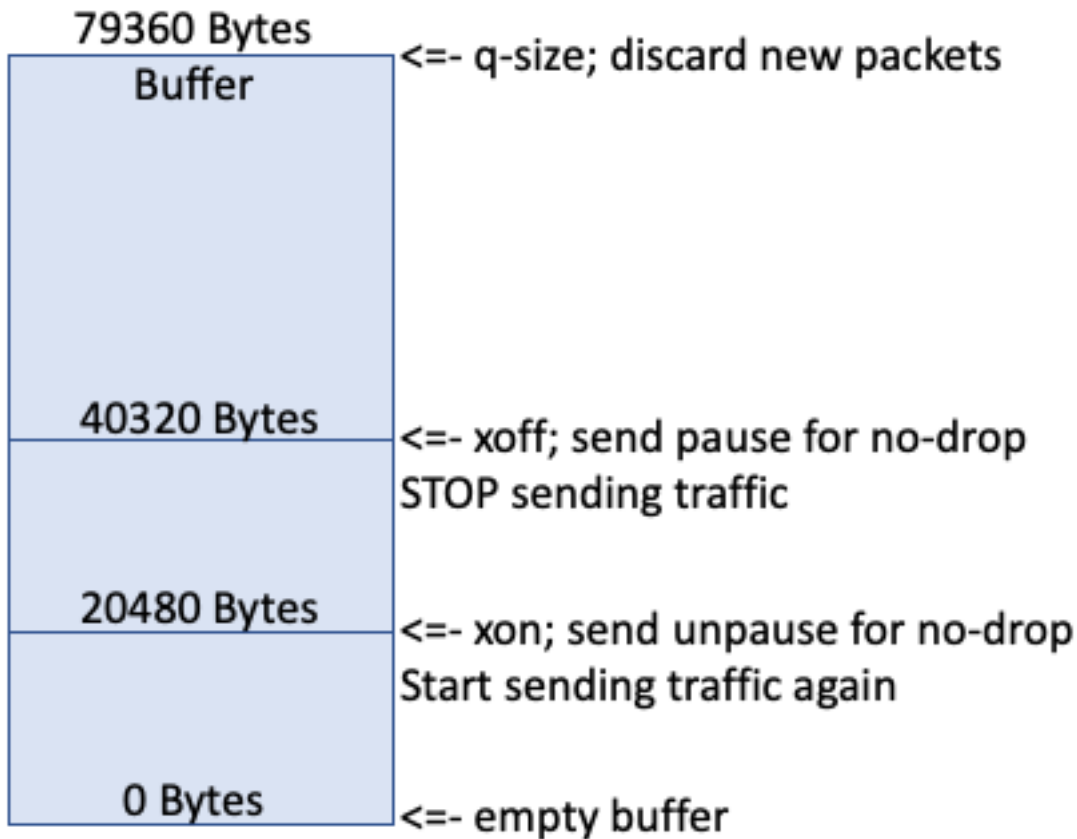 79360 Bytes
<=- q-size; discard new packets
Buffer
40320 Bytes
<=- xoff; send pause for no-drop
STOP sending traffic
20480 Bytes
<=- xon; send unpause for no-drop
Start sending traffic again
0 Bytes
<=- empty buffer